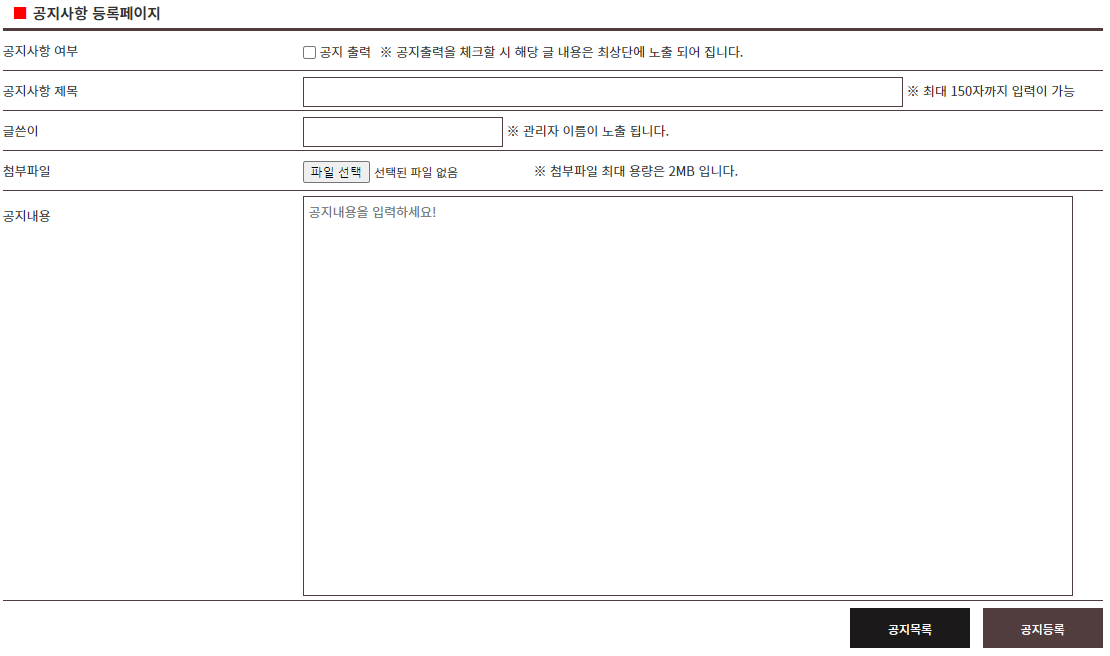 공지사항 등록페이지
공지사항 여부 공지 출력 ※ 공지출력을 체크할 시 해당 글 내용은 최상단에 노출 되어 집니다.
공지사항 제목 ※ 최대 150자까지 입력이 가능
글쓴이 ※ 관리자 이름이 노출 됩니다.
첨부파일 파일 선택 선택된 파일 없음 ※ 첨부파일 최대 용량은 2MB 입니다.
공지내용 공지내용을 입력하세요!
공지목록 공지등록